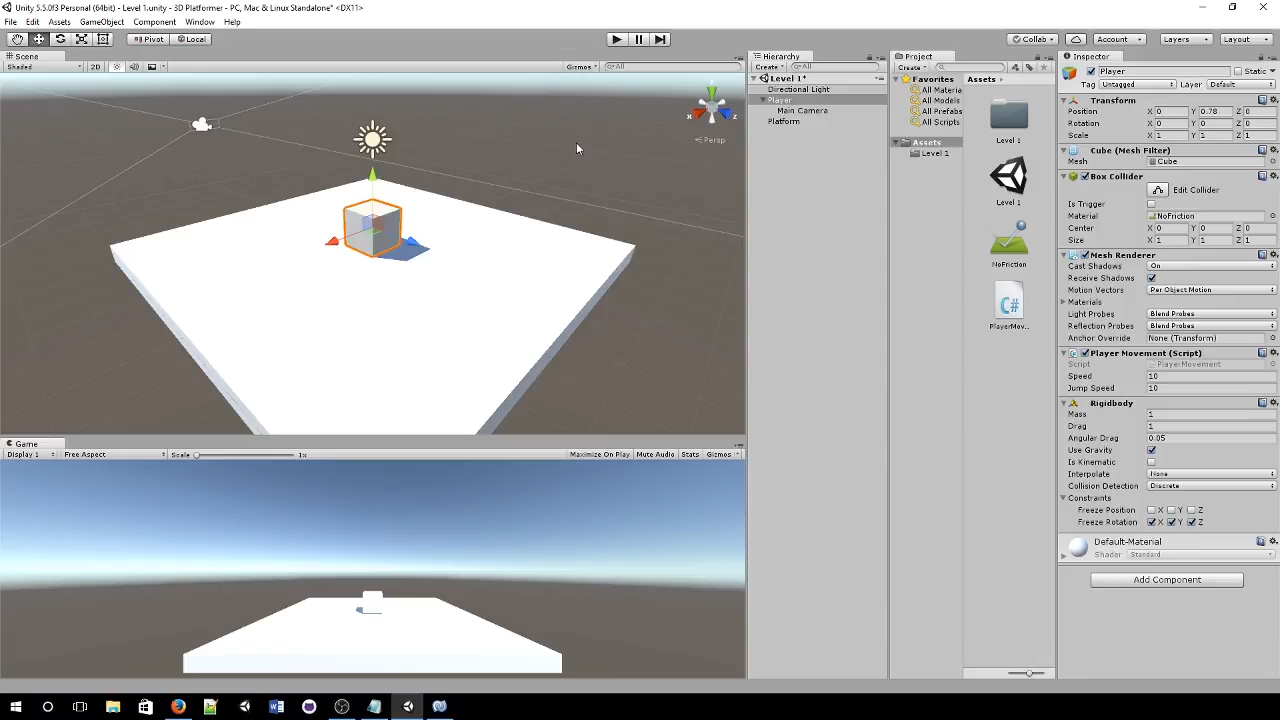 Unity 5.5.0f3 Personal (64bit) - Level 1.unity - 3D Platformer - PC, Mac & Linux Standalone* <DX11>
File Edit Assets GameObject Component Window Help
Pivot Local Collab Account Layers Layout
Scene
Shaded 2D Gizmos All
Persp
Y
X Z
Game
Display 1 Free Aspect Scale 1x Maximize On Play Mute Audio Stats Gizmos
Hierarchy
Create All
Level 1*
Directional Light
Player
Main Camera
Platform
Project
Create
Favorites
All Materia
All Models
All Prefabs
All Scripts
Assets
Level 1
Assets
Level 1
Level 1
NoFriction
C#
PlayerMov...
Inspector
Player Static
Tag Untagged Layer Default
Transform
Position X 0 Y 0.78 Z 0
Rotation X 0 Y 0 Z 0
Scale X 1 Y 1 Z 1
Cube (Mesh Filter)
Mesh Cube
Box Collider
Edit Collider
Is Trigger
Material NoFriction
Center X 0 Y 0 Z 0
Size X 1 Y 1 Z 1
Mesh Renderer
Cast Shadows On
Receive Shadows
Motion Vectors Per Object Motion
Materials
Light Probes Blend Probes
Reflection Probes Blend Probes
Anchor Override None (Transform)
Player Movement (Script)
Script PlayerMovement
Speed 10
Jump Speed 10
Rigidbody
Mass 1
Drag 1
Angular Drag 0.05
Use Gravity
Is Kinematic
Interpolate None
Collision Detection Discrete
Constraints
Freeze Position X Y Z
Freeze Rotation X Y Z
Default-Material
Shader Standard
Add Component